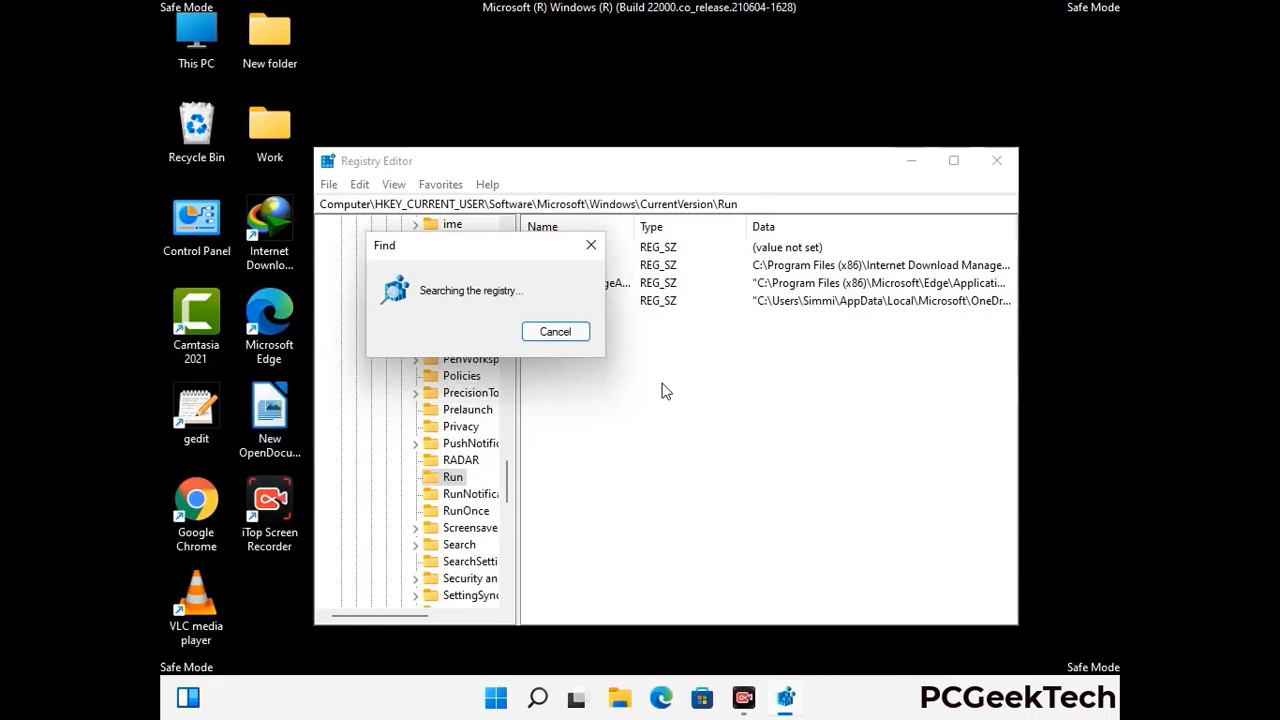 Safe Mode
Microsoft (R) Windows (R) (Build 22000.co_release.210604-1628)
Safe Mode
This PC
New folder
Recycle Bin
Work
Control Panel
Internet
Downlo...
Camtasia
2021
Microsoft
Edge
gedit
New
OpenDocu...
Google
Chrome
iTop Screen
Recorder
VLC media
player
Registry Editor
File Edit View Favorites Help
Computer\HKEY_CURRENT_USER\Software\Microsoft\Windows\CurrentVersion\Run
ime
PenWorksp
Policies
PrecisionTo
Prelaunch
Privacy
PushNotific
RADAR
Run
RunNotifica
RunOnce
Screensave
Search
SearchSetti
Security an
SettingSync
Name Type Data
REG_SZ (value not set)
REG_SZ C:\Program Files (x86)\Internet Download Manage...
geA... REG_SZ "C:\Program Files (x86)\Microsoft\Edge\Applicati...
REG_SZ "C:\Users\Simmi\AppData\Local\Microsoft\OneDr...
Find
Searching the registry...
Cancel
Safe Mode
Safe Mode
PCGeekTech